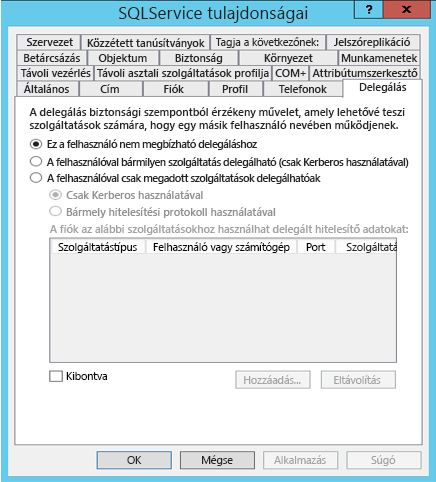 SQLService tulajdonságai
?
x
Szervezet Közzétett tanúsítványok Tagja a következőnek: Jelszóreplikáció
Betárcsázás Objektum Biztonság Környezet Munkamenetek
Távoli vezérlés Távoli asztali szolgáltatások profilja COM+ Attribútumszerkesztő
Általános Cím Fiók Profil Telefonok Delegálás
A delegálás biztonsági szempontból érzékeny művelet, amely lehetővé teszi
szolgáltatások számára, hogy egy másik felhasználó nevében működjenek.
Ez a felhasználó nem megbízható delegáláshoz
A felhasználóval bármilyen szolgáltatás delegálható (csak Kerberos használatával)
A felhasználóval csak megadott szolgáltatások delegálhatóak
Csak Kerberos használatával
Bármely hitelesítési protokoll használatával
A fiók az alábbi szolgáltatásokhoz használhat delegált hitelesítő adatokat:
Szolgáltatástípus Felhasználó vagy számítógép Port Szolgáltatá
Kibontva Hozzáadás... Eltávolítás
OK Mégse Alkalmazás Súgó